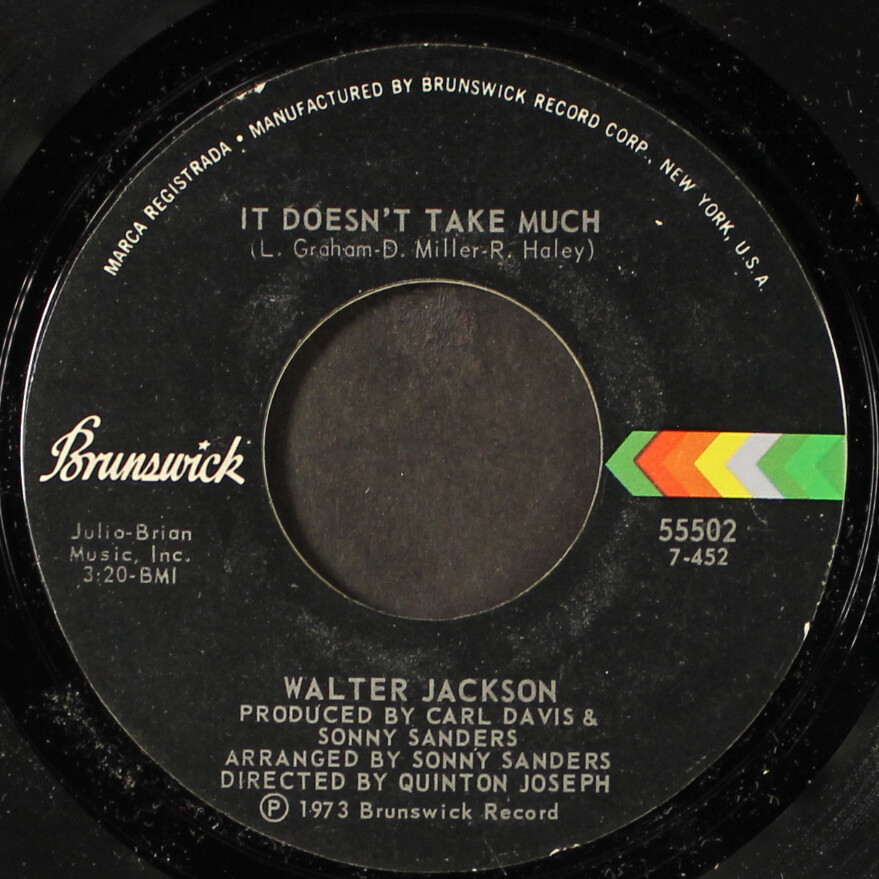 MARCA REGISTRADA • MANUFACTURED BY BRUNSWICK RECORD CORP., NEW YORK, U.S.A.
IT DOESN'T TAKE MUCH
(L. Graham-D. Miller-R. Haley)
Brunswick
Julio-Brian
Music, Inc.
3:20-BMI
55502
7-452
WALTER JACKSON
PRODUCED BY CARL DAVIS &
SONNY SANDERS
ARRANGED BY SONNY SANDERS
DIRECTED BY QUINTON JOSEPH
Ⓟ 1973 Brunswick Record